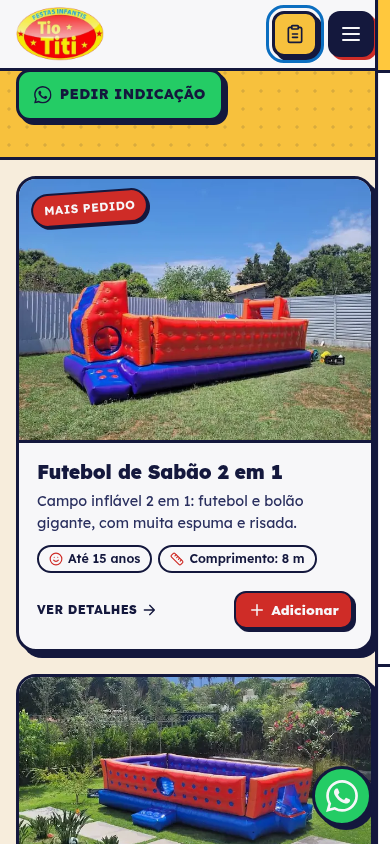 FESTAS INFANTIS
Tio
Titi
PEDIR INDICAÇÃO
MAIS PEDIDO
Futebol de Sabão 2 em 1
Campo inflável 2 em 1: futebol e bolão
gigante, com muita espuma e risada.
Até 15 anos
Comprimento: 8 m
VER DETALHES
Adicionar